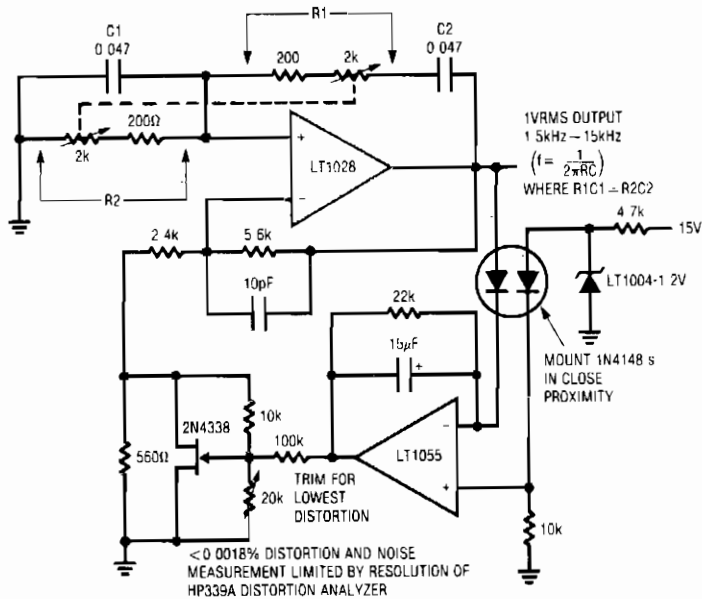 R1
C1
0 047
200
2k
C2
0 047
2k
200Ω
R2
+
−
LT1028
1VRMS OUTPUT
1 5kHz – 15kHz
(f = 1/2πRC)
WHERE R1C1 = R2C2
4.7k
15V
LT1004-1 2V
MOUNT 1N4148 s
IN CLOSE
PROXIMITY
2 4k
5 6k
10pF
22k
15µF
+
2N4338
10k
560Ω
20k
100k
TRIM FOR
LOWEST
DISTORTION
LT1055
−
+
10k
<0 0018% DISTORTION AND NOISE
MEASUREMENT LIMITED BY RESOLUTION OF
HP339A DISTORTION ANALYZER